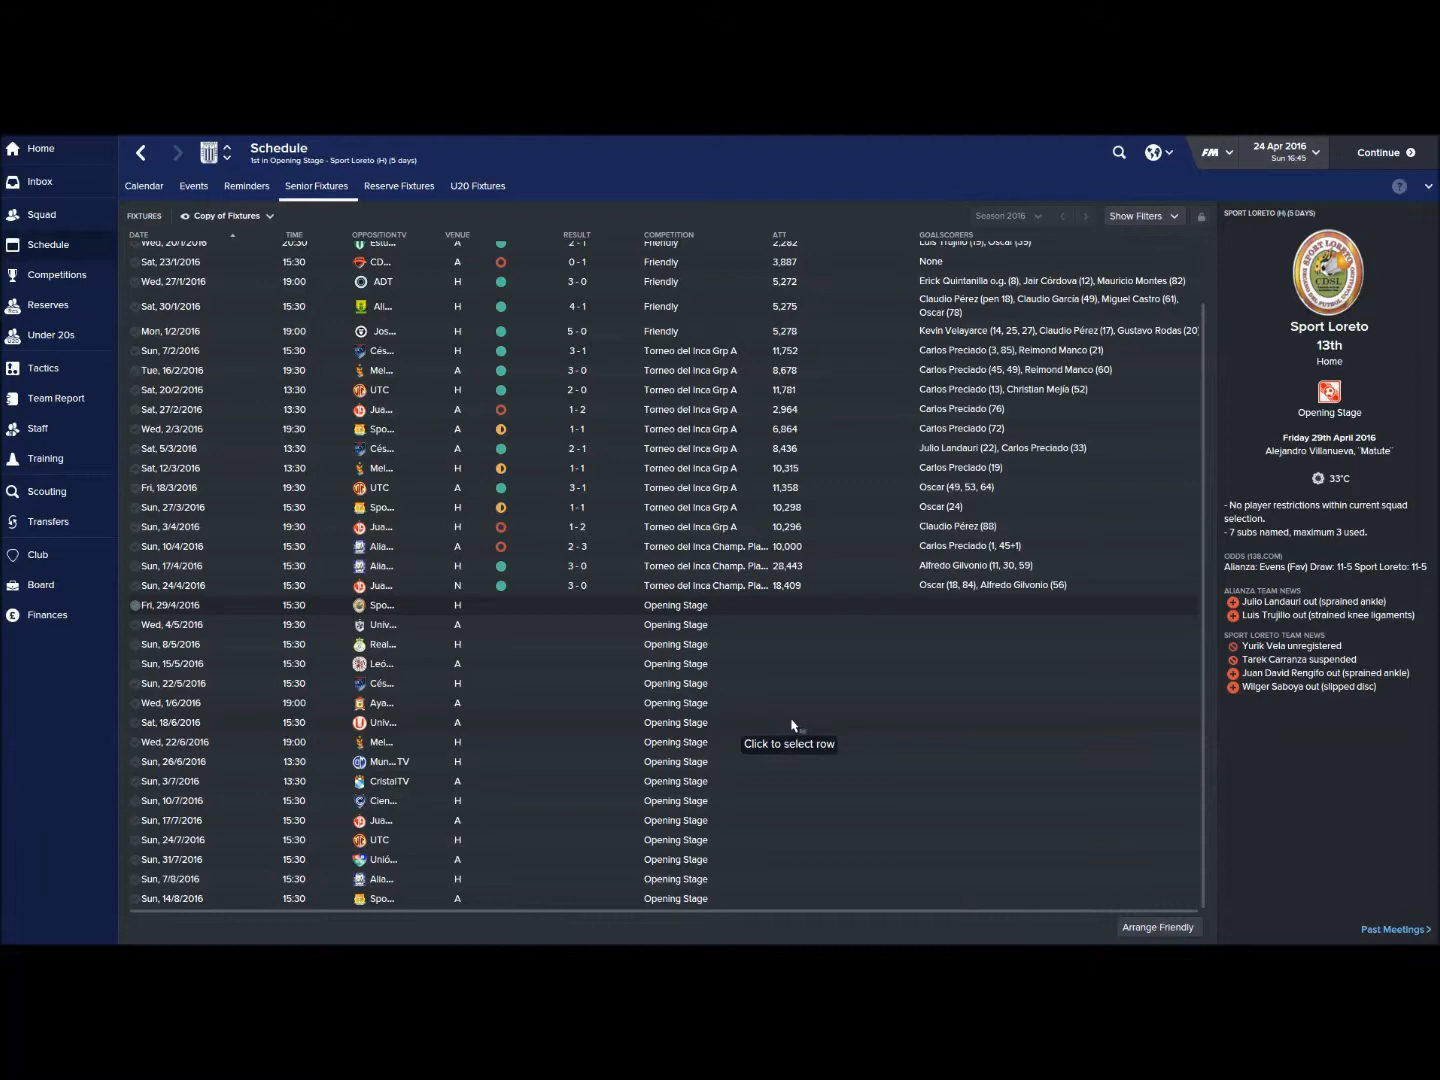 Home
Inbox
Squad
Schedule
Competitions
Reserves
Under 20s
Tactics
Team Report
Staff
Training
Scouting
Transfers
Club
Board
Finances
Schedule
1st in Opening Stage - Sport Loreto (H) (5 days)
FM
24 Apr 2016
Sun 16:45
Continue
Calendar Events Reminders Senior Fixtures Reserve Fixtures U20 Fixtures
FIXTURES Copy of Fixtures Season 2016 Show Filters
DATE TIME OPPOSITION TV VENUE RESULT COMPETITION ATT GOALSCORERS
Wed, 20/1/2016 20:30 Estu... A 2 - 1 Friendly 2,282 Luis Trujillo (19), Oscar (39)
Sat, 23/1/2016 15:30 CD... A 0 - 1 Friendly 3,887 None
Wed, 27/1/2016 19:00 ADT H 3 - 0 Friendly 5,272 Erick Quintanilla o.g. (8), Jair Córdova (12), Mauricio Montes (82)
Sat, 30/1/2016 15:30 Ali... H 4 - 1 Friendly 5,275 Claudio Pérez (pen 18), Claudio García (49), Miguel Castro (61),
Oscar (78)
Mon, 1/2/2016 19:00 Jos... H 5 - 0 Friendly 5,278 Kevin Velayarce (14, 25, 27), Claudio Pérez (17), Gustavo Rodas (20)
Sun, 7/2/2016 15:30 Cés... H 3 - 1 Torneo del Inca Grp A 11,752 Carlos Preciado (3, 85), Reimond Manco (21)
Tue, 16/2/2016 19:30 Mel... A 3 - 0 Torneo del Inca Grp A 8,678 Carlos Preciado (45, 49), Reimond Manco (60)
Sat, 20/2/2016 13:30 UTC H 2 - 0 Torneo del Inca Grp A 11,781 Carlos Preciado (13), Christian Mejía (52)
Sat, 27/2/2016 13:30 Jua... A 1 - 2 Torneo del Inca Grp A 2,964 Carlos Preciado (76)
Wed, 2/3/2016 19:30 Spo... A 1 - 1 Torneo del Inca Grp A 6,864 Carlos Preciado (72)
Sat, 5/3/2016 13:30 Cés... A 2 - 1 Torneo del Inca Grp A 8,436 Julio Landauri (22), Carlos Preciado (33)
Sat, 12/3/2016 13:30 Mel... H 1 - 1 Torneo del Inca Grp A 10,315 Carlos Preciado (19)
Fri, 18/3/2016 19:30 UTC A 3 - 1 Torneo del Inca Grp A 11,358 Oscar (49, 53, 64)
Sun, 27/3/2016 15:30 Spo... H 1 - 1 Torneo del Inca Grp A 10,298 Oscar (24)
Sun, 3/4/2016 19:30 Jua... H 1 - 2 Torneo del Inca Grp A 10,296 Claudio Pérez (88)
Sun, 10/4/2016 15:30 Alia... A 2 - 3 Torneo del Inca Champ. Pla... 10,000 Carlos Preciado (1, 45+1)
Sun, 17/4/2016 15:30 Alia... H 3 - 0 Torneo del Inca Champ. Pla... 28,443 Alfredo Gilvonio (11, 30, 59)
Sun, 24/4/2016 15:30 Jua... N 3 - 0 Torneo del Inca Champ. Pla... 18,409 Oscar (18, 84), Alfredo Gilvonio (56)
Fri, 29/4/2016 15:30 Spo... H Opening Stage
Wed, 4/5/2016 19:30 Univ... A Opening Stage
Sun, 8/5/2016 15:30 Real... H Opening Stage
Sun, 15/5/2016 15:30 Leó... A Opening Stage
Sun, 22/5/2016 15:30 Cés... H Opening Stage
Wed, 1/6/2016 19:00 Aya... A Opening Stage
Sat, 18/6/2016 15:30 Univ... A Opening Stage
Wed, 22/6/2016 19:00 Mel... H Opening Stage
Click to select row
Sun, 26/6/2016 13:30 Mun... TV H Opening Stage
Sun, 3/7/2016 13:30 Cristal TV A Opening Stage
Sun, 10/7/2016 15:30 Cien... H Opening Stage
Sun, 17/7/2016 15:30 Jua... A Opening Stage
Sun, 24/7/2016 15:30 UTC H Opening Stage
Sun, 31/7/2016 15:30 Unió... A Opening Stage
Sun, 7/8/2016 15:30 Alia... H Opening Stage
Sun, 14/8/2016 15:30 Spo... A Opening Stage
Arrange Friendly
SPORT LORETO (H) (5 DAYS)
SPORT LORETO
CDSL
Sport Loreto
13th
Home
Opening Stage
Friday 29th April 2016
Alejandro Villanueva, "Matute"
33°C
- No player restrictions within current squad
selection.
- 7 subs named, maximum 3 used.
ODDS (138.COM)
Alianza: Evens (Fav) Draw: 11-5 Sport Loreto: 11-5
ALIANZA TEAM NEWS
Julio Landauri out (sprained ankle)
Luis Trujillo out (strained knee ligaments)
SPORT LORETO TEAM NEWS
Yurik Vela unregistered
Tarek Carranza suspended
Juan David Rengifo out (sprained ankle)
Wilger Saboya out (slipped disc)
Past Meetings >